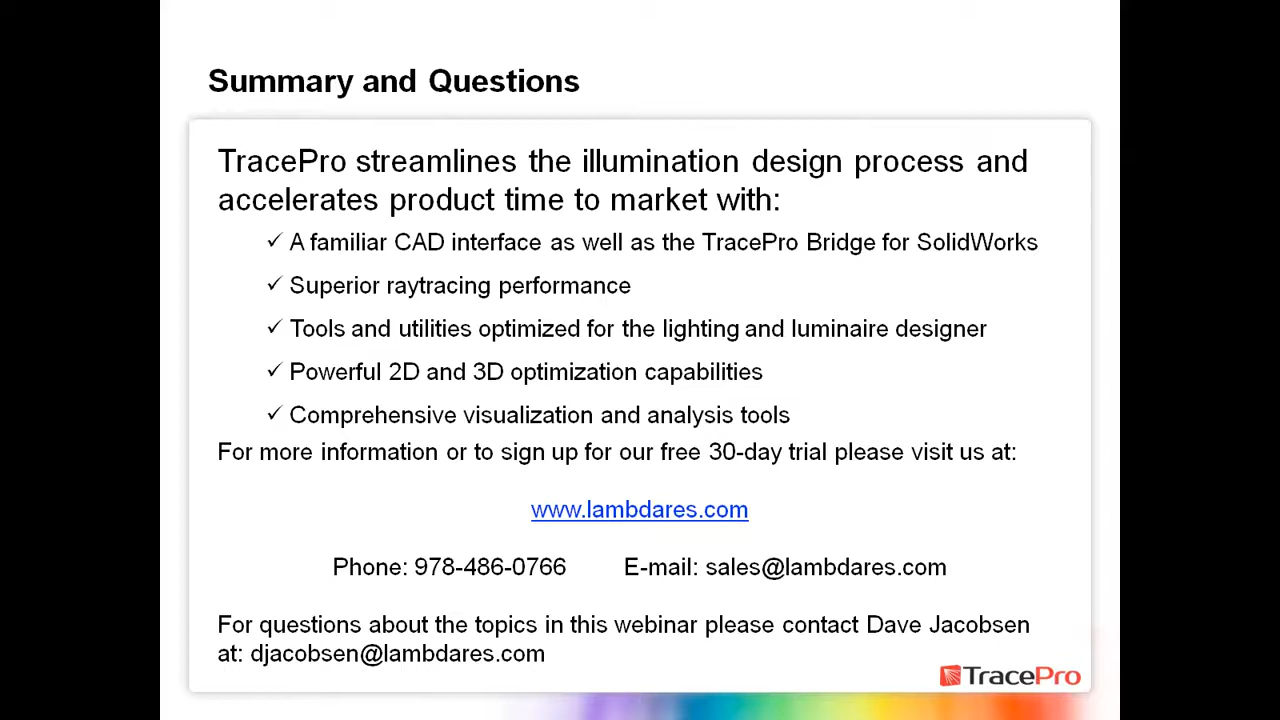 Summary and Questions
TracePro streamlines the illumination design process and
accelerates product time to market with:
✓ A familiar CAD interface as well as the TracePro Bridge for SolidWorks
✓ Superior raytracing performance
✓ Tools and utilities optimized for the lighting and luminaire designer
✓ Powerful 2D and 3D optimization capabilities
✓ Comprehensive visualization and analysis tools
For more information or to sign up for our free 30-day trial please visit us at:
www.lambdares.com
Phone: 978-486-0766 E-mail: sales@lambdares.com
For questions about the topics in this webinar please contact Dave Jacobsen
at: djacobsen@lambdares.com
TracePro